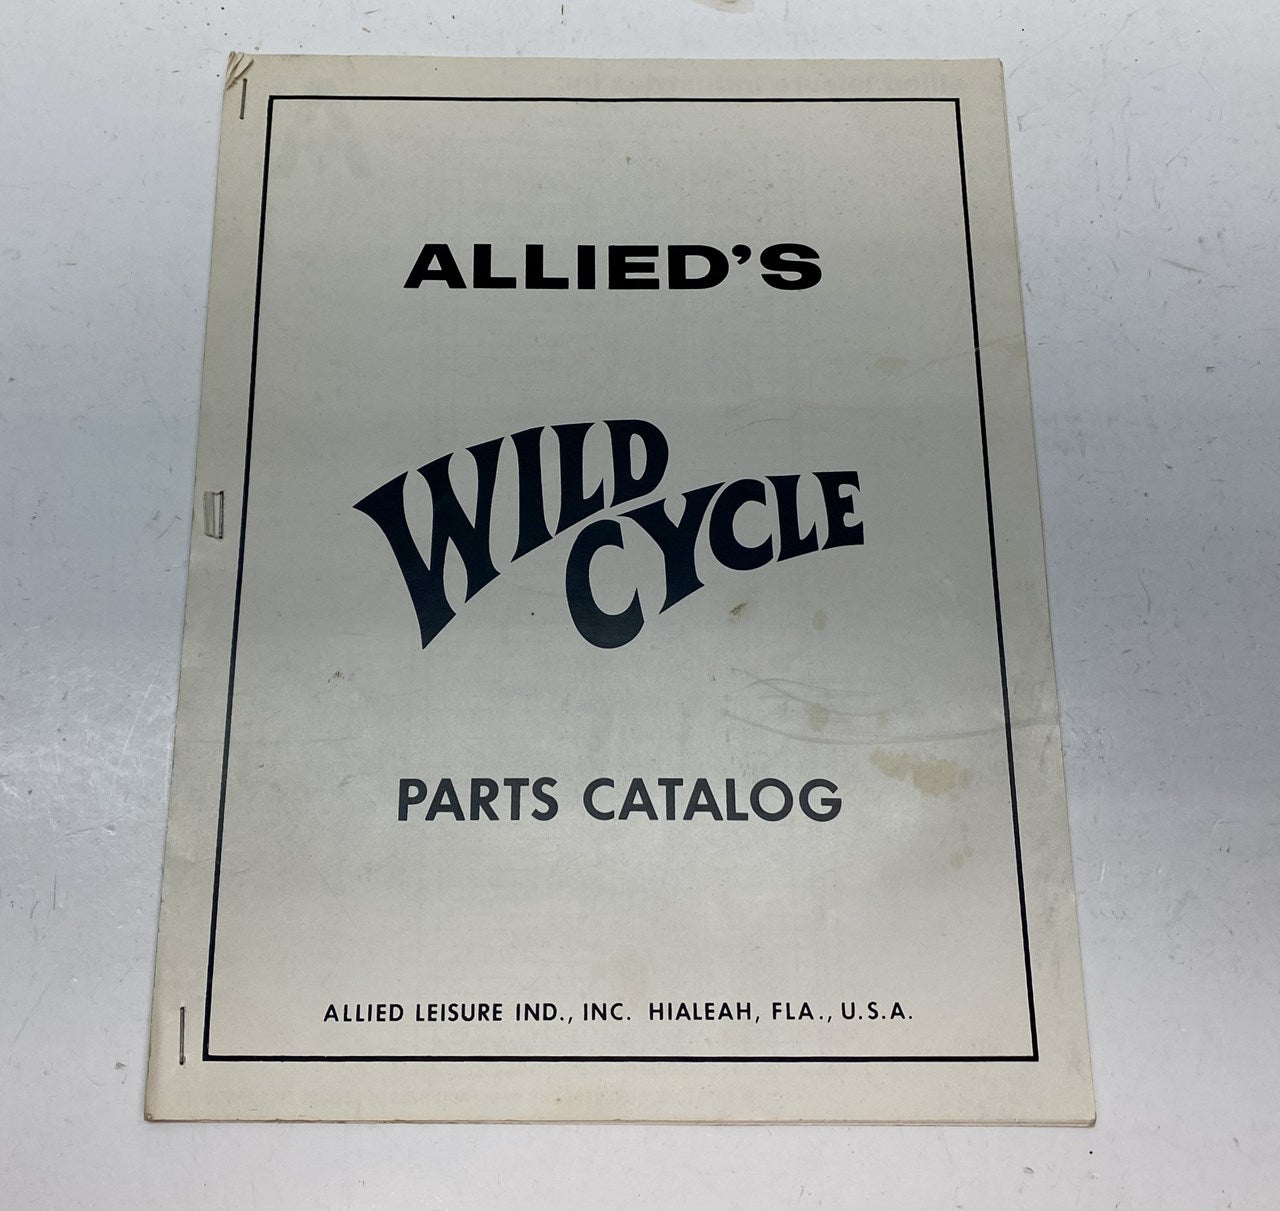 ALLIED'S
WILD
CYCLE
PARTS CATALOG
ALLIED LEISURE IND., INC. HIALEAH, FLA., U.S.A.